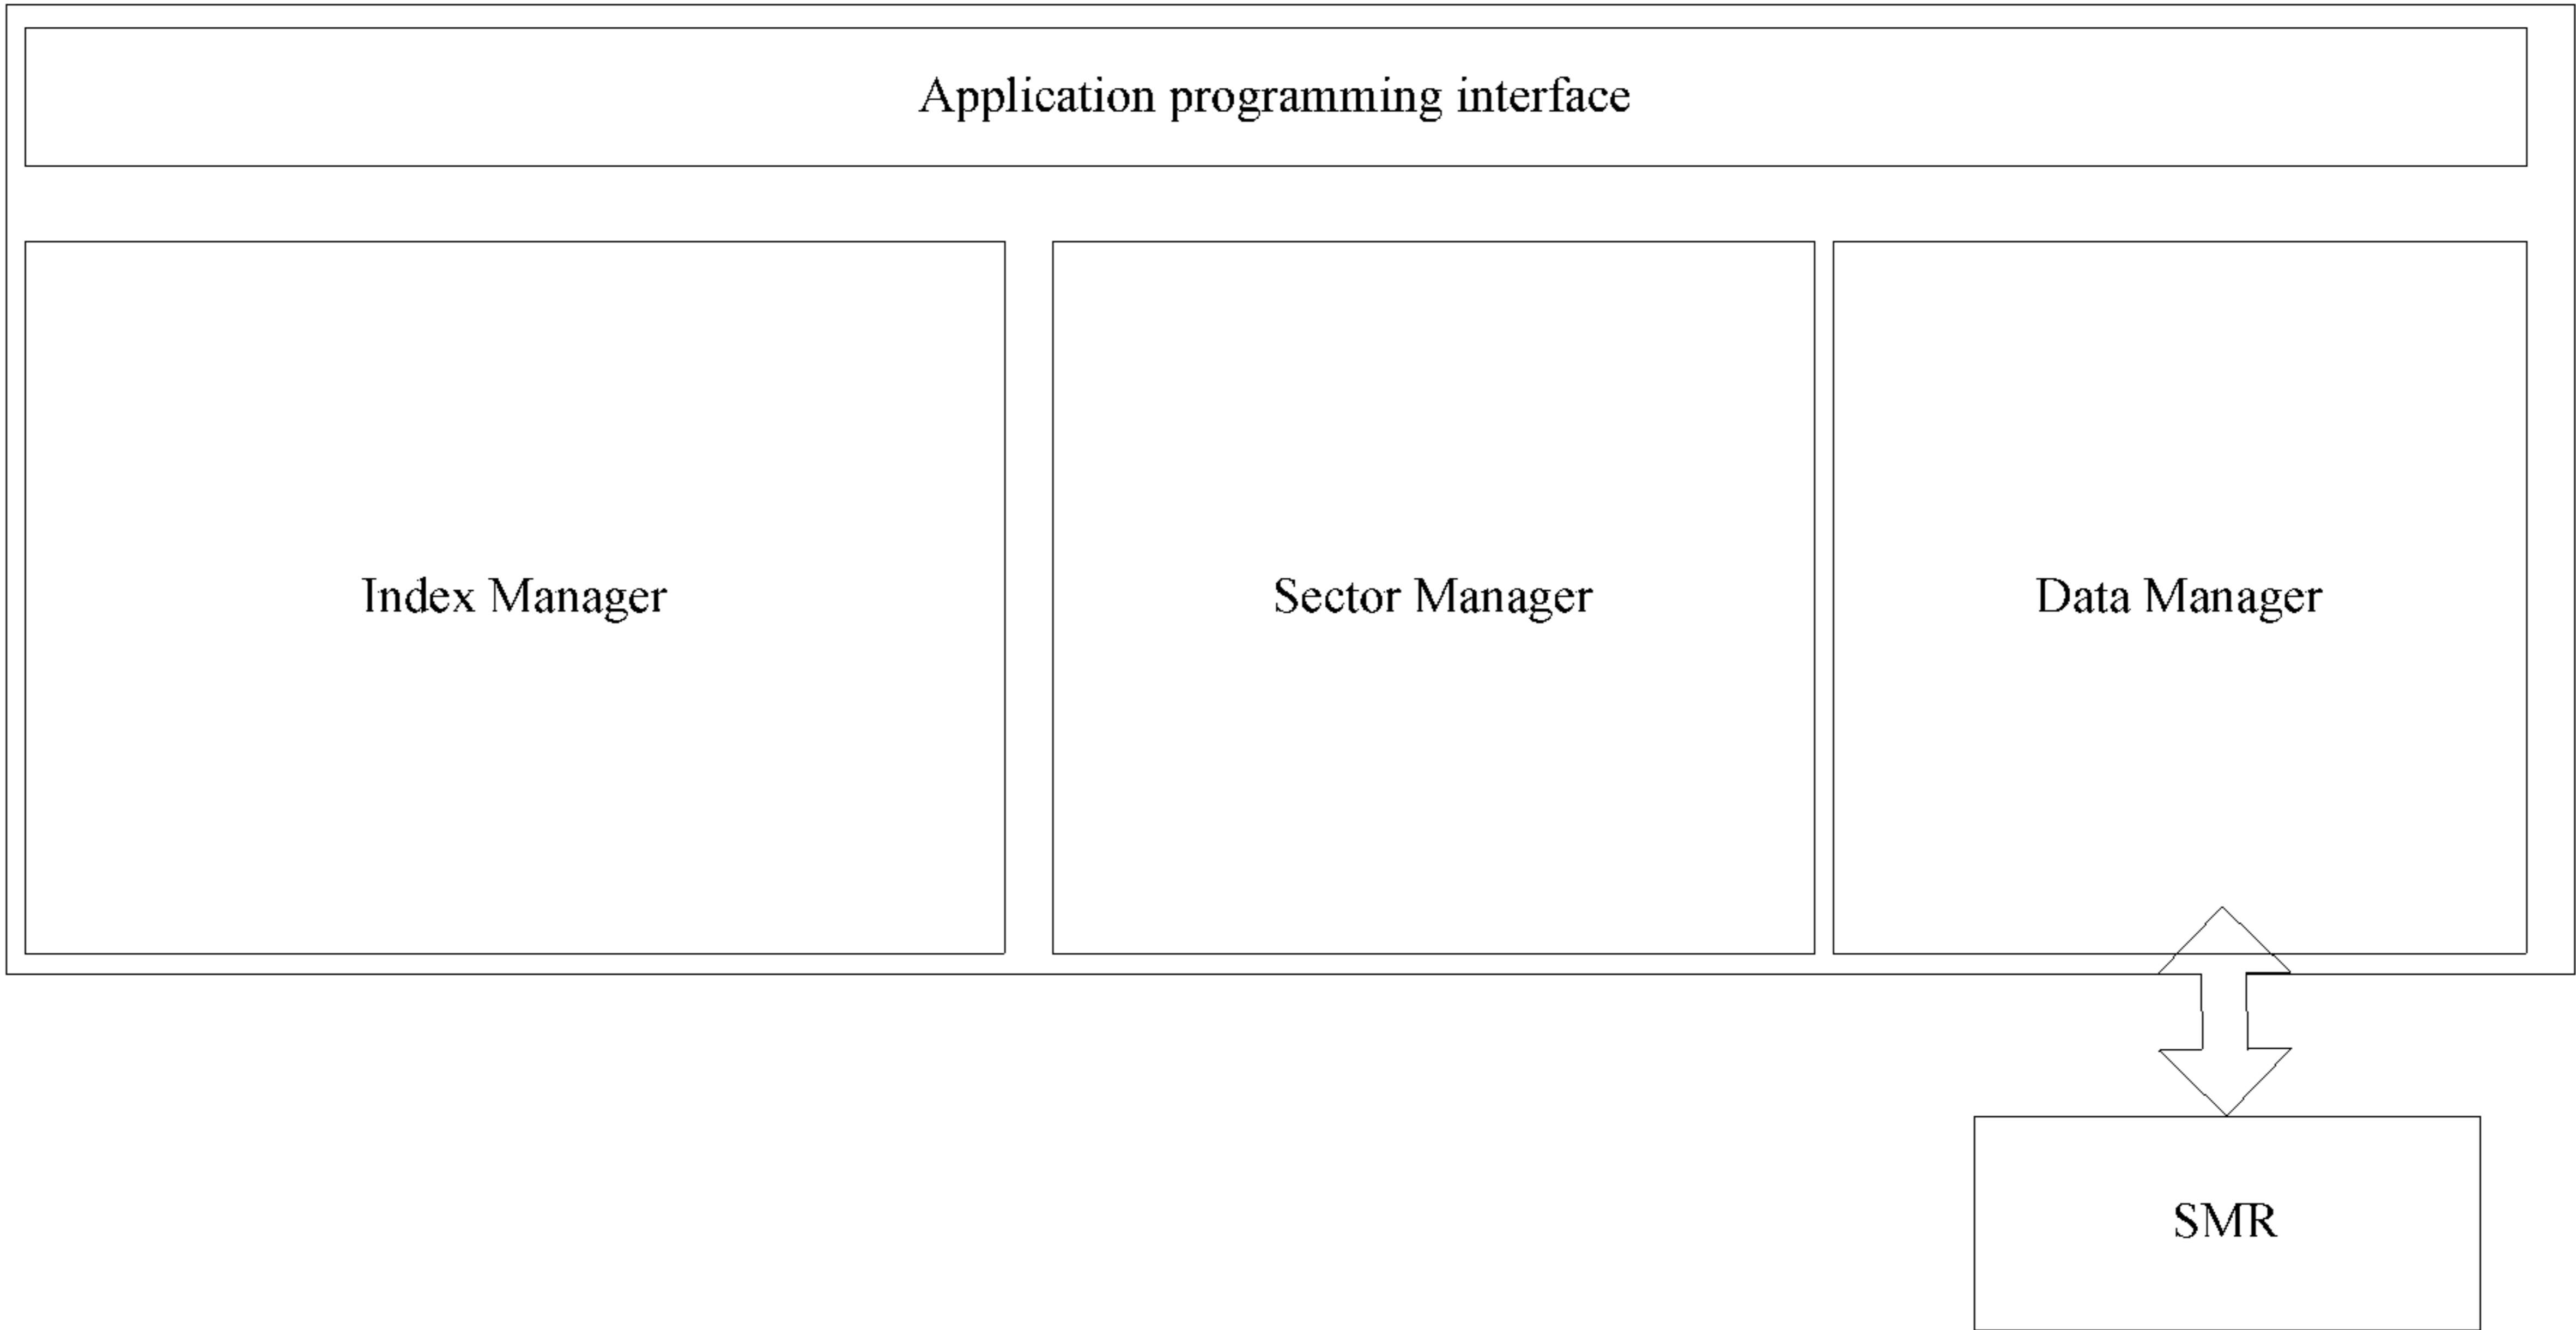 Application programming interface
Index Manager
Sector Manager
Data Manager
SMR